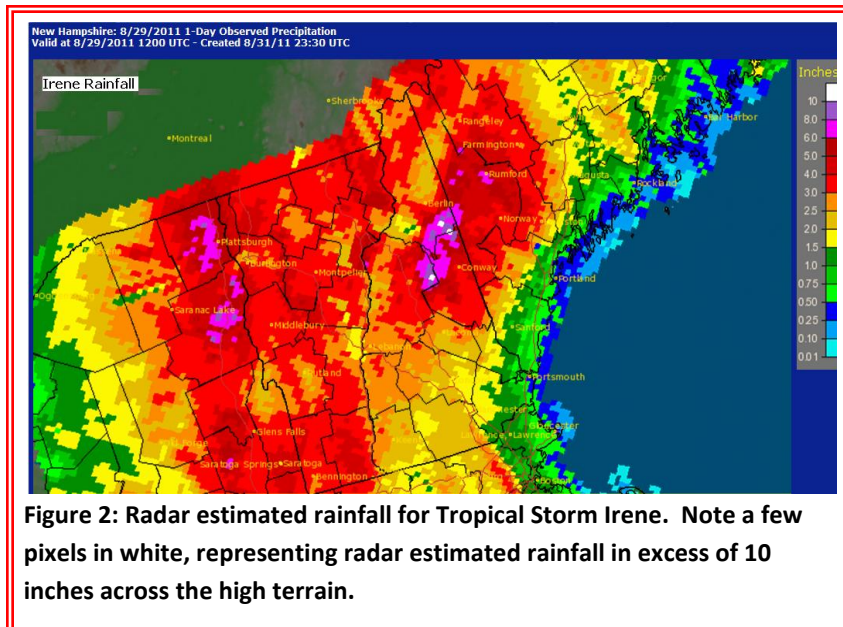 New Hampshire: 8/29/2011 1-Day Observed Precipitation
Valid at 8/29/2011 1200 UTC - Created 8/31/11 23:30 UTC
Irene Rainfall
Inches
10
8.0
6.0
5.0
4.0
3.0
2.5
2.0
1.5
1.0
0.75
0.50
0.25
0.10
0.01
Sherbrooke
Montreal
Bar Harbor
Rangeley
Farmington
Rumford
Augusta
Rockland
Berlin
Norway
Plattsburgh
Burlington
Montpelier
Conway
Portland
Saranac Lake
Middlebury
Sanford
Lebanon
Rutland
Portsmouth
Glens Falls
Gloucester
Lawrence
Lawrence
Saratoga Springs
Saratoga
Bennington
Boston
Figure 2: Radar estimated rainfall for Tropical Storm Irene. Note a few
pixels in white, representing radar estimated rainfall in excess of 10
inches across the high terrain.